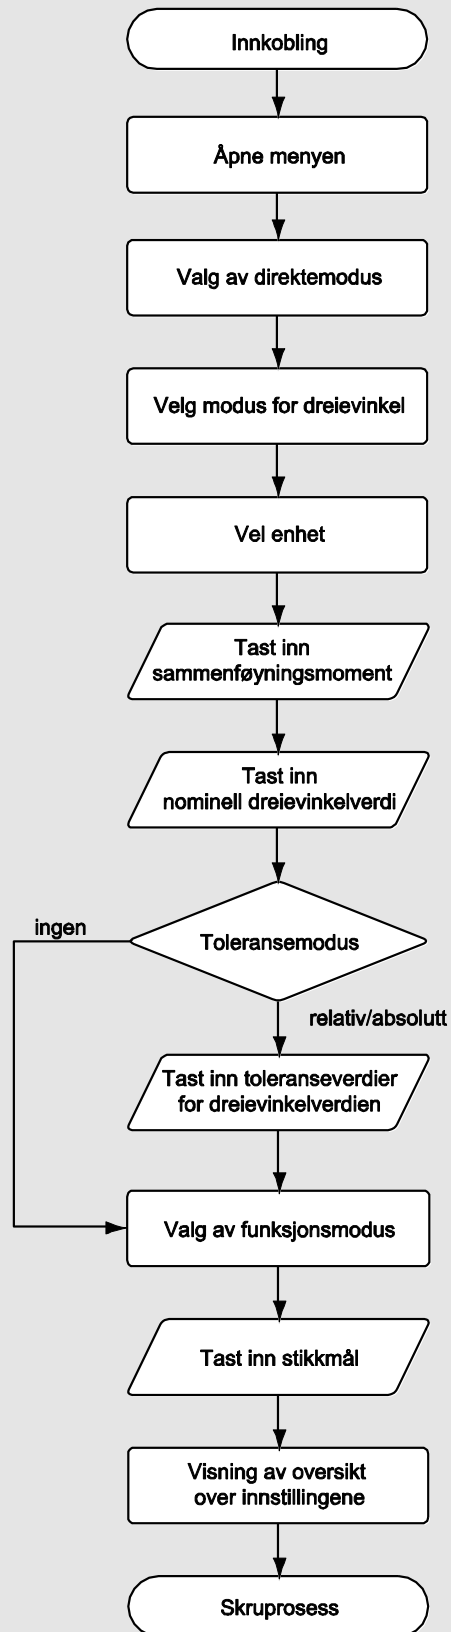 Innkobling
Åpne menyen
Valg av direktemodus
Velg modus for dreievinkel
Vel enhet
Tast inn
sammenføyningsmoment
Tast inn
nominell dreievinkelverdi
ingen
Toleransemodus
relativ/absolutt
Tast inn toleranseverdier
for dreievinkelverdien
Valg av funksjonsmodus
Tast inn stikkmål
Visning av oversikt
over innstillingene
Skruprosess